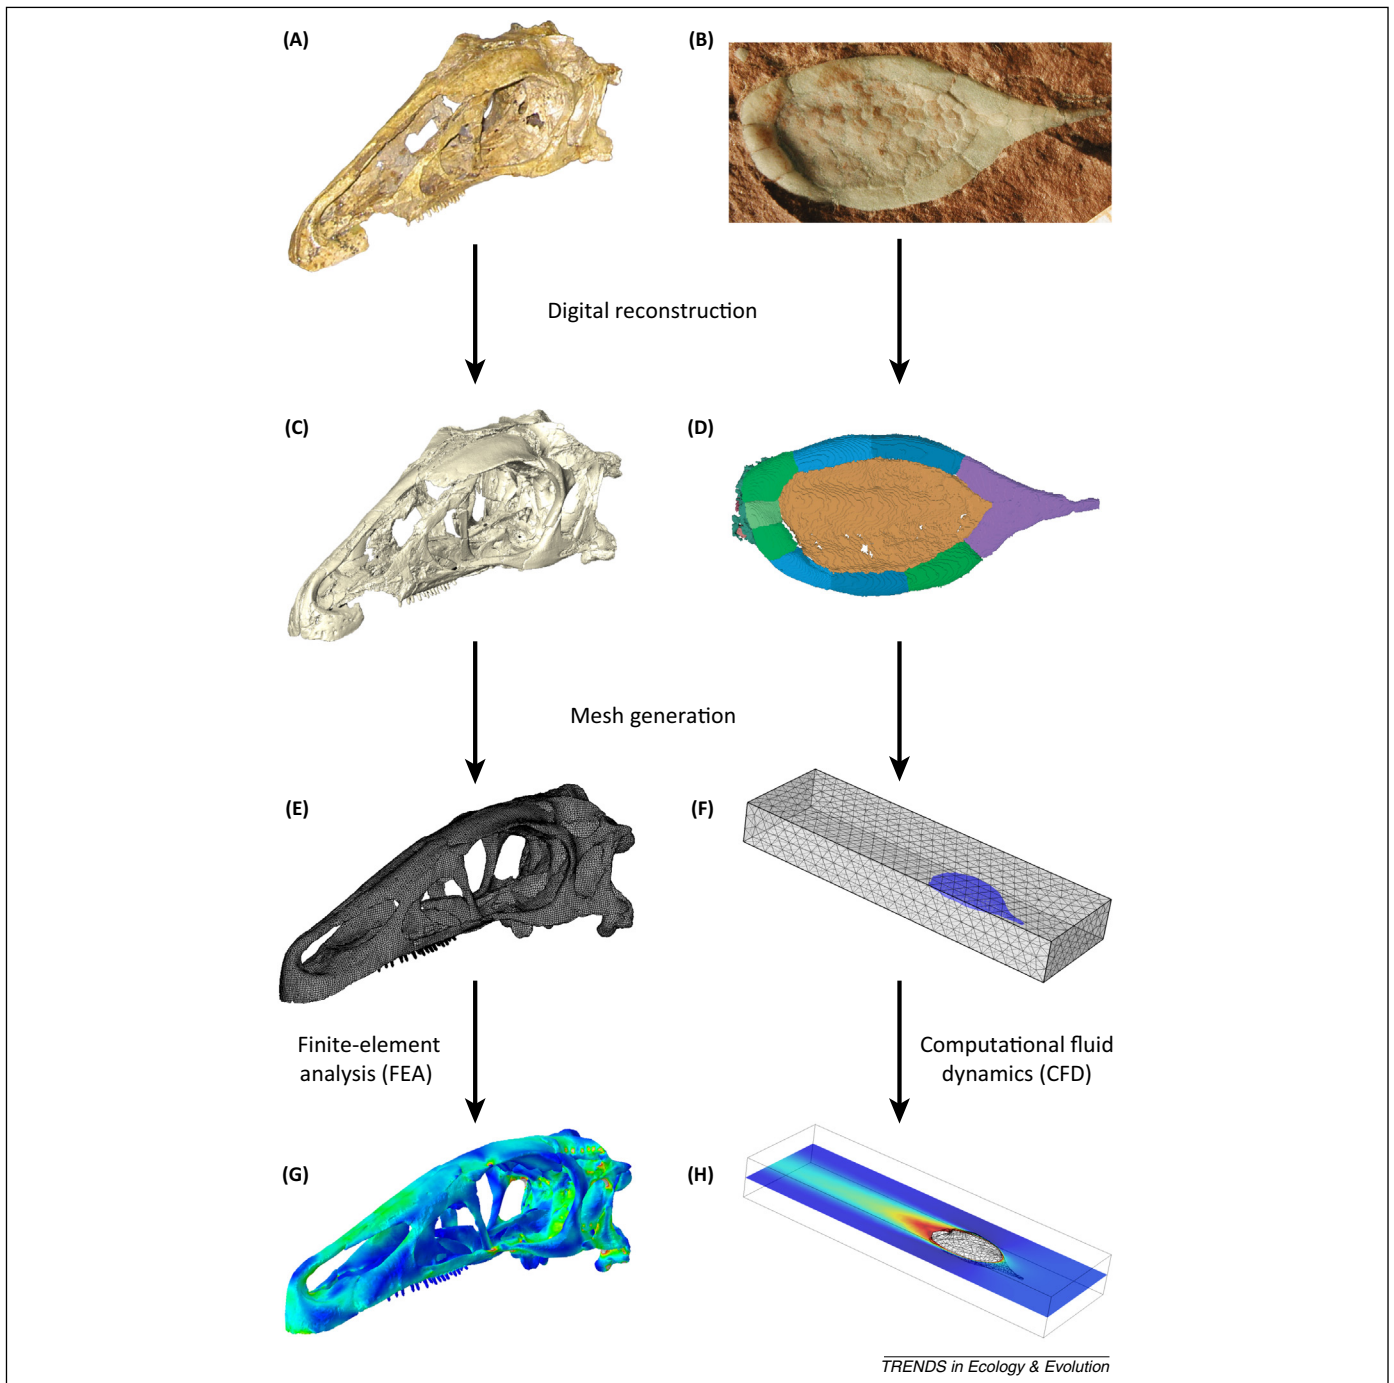 (A)
(B)
Digital reconstruction
(C)
(D)
Mesh generation
(E)
(F)
Finite-element
analysis (FEA)
Computational fluid
dynamics (CFD)
(G)
(H)
TRENDS in Ecology & Evolution